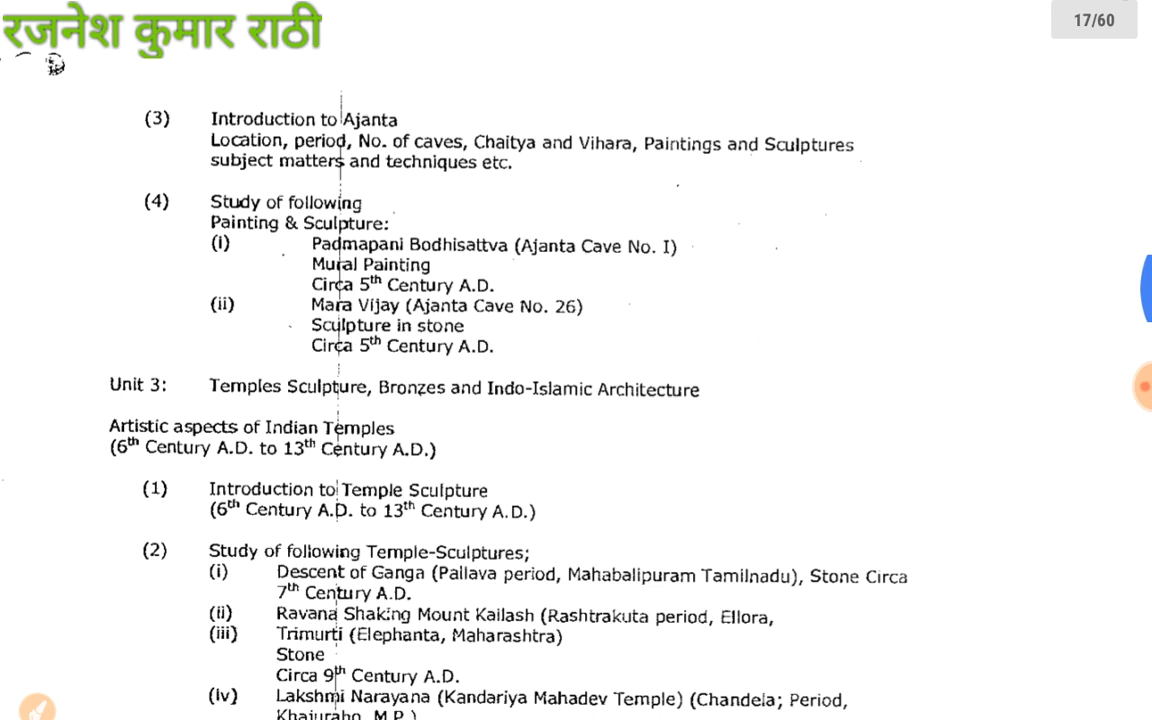 रजनेश कुमार राठी
17/60
(3) Introduction to Ajanta
Location, period, No. of caves, Chaitya and Vihara, Paintings and Sculptures
subject matters and techniques etc.
(4) Study of following
Painting & Sculpture:
(i) Padmapani Bodhisattva (Ajanta Cave No. I)
Mural Painting
Circa 5th Century A.D.
(ii) Mara Vijay (Ajanta Cave No. 26)
Sculpture in stone
Circa 5th Century A.D.
Unit 3: Temples Sculpture, Bronzes and Indo-Islamic Architecture
Artistic aspects of Indian Temples
(6th Century A.D. to 13th Century A.D.)
(1) Introduction to Temple Sculpture
(6th Century A.D. to 13th Century A.D.)
(2) Study of following Temple-Sculptures;
(i) Descent of Ganga (Pallava period, Mahabalipuram Tamilnadu), Stone Circa
7th Century A.D.
(ii) Ravana Shaking Mount Kailash (Rashtrakuta period, Ellora,
(iii) Trimurti (Elephanta, Maharashtra)
Stone
Circa 9th Century A.D.
(iv) Lakshmi Narayana (Kandariya Mahadev Temple) (Chandela; Period,
Khajuraho, M.P.)